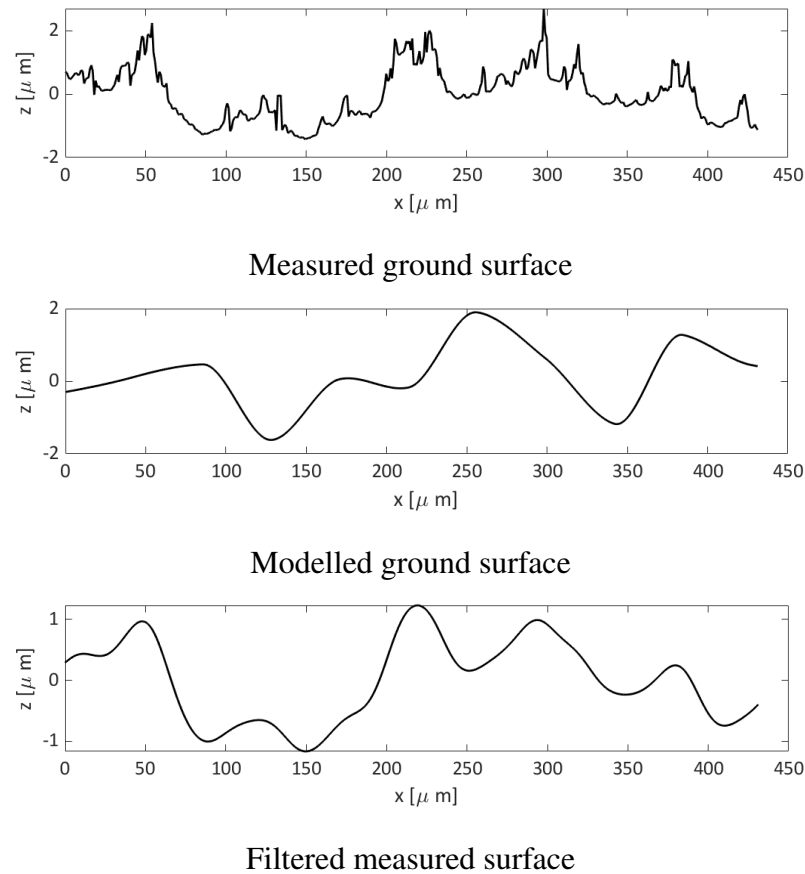 2
0
-2
z [μ m]
0 50 100 150 200 250 300 350 400 450
x [μ m]
Measured ground surface
2
0
-2
z [μ m]
0 50 100 150 200 250 300 350 400 450
x [μ m]
Modelled ground surface
1
0
-1
z [μ m]
0 50 100 150 200 250 300 350 400 450
x [μ m]
Filtered measured surface